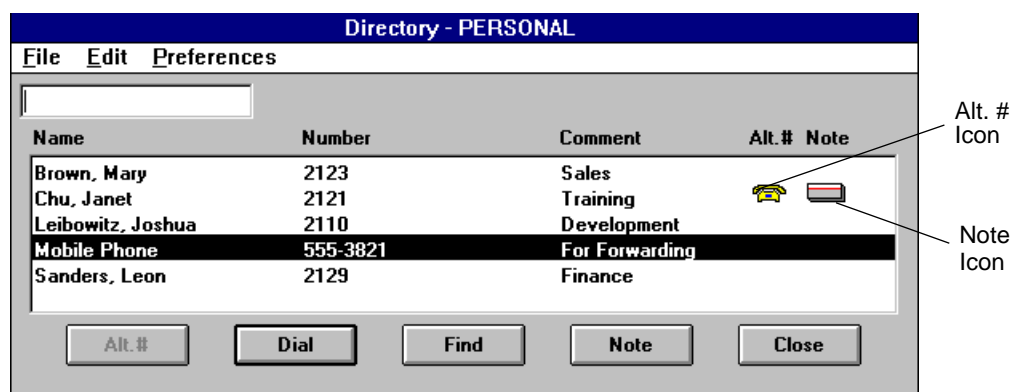 Directory - PERSONAL
File Edit Preferences
Name Number Comment Alt.# Note
Brown, Mary 2123 Sales
Chu, Janet 2121 Training
Leibowitz, Joshua 2110 Development
Mobile Phone 555-3821 For Forwarding
Sanders, Leon 2129 Finance
Alt.# Dial Find Note Close
Alt. #
Icon
Note
Icon